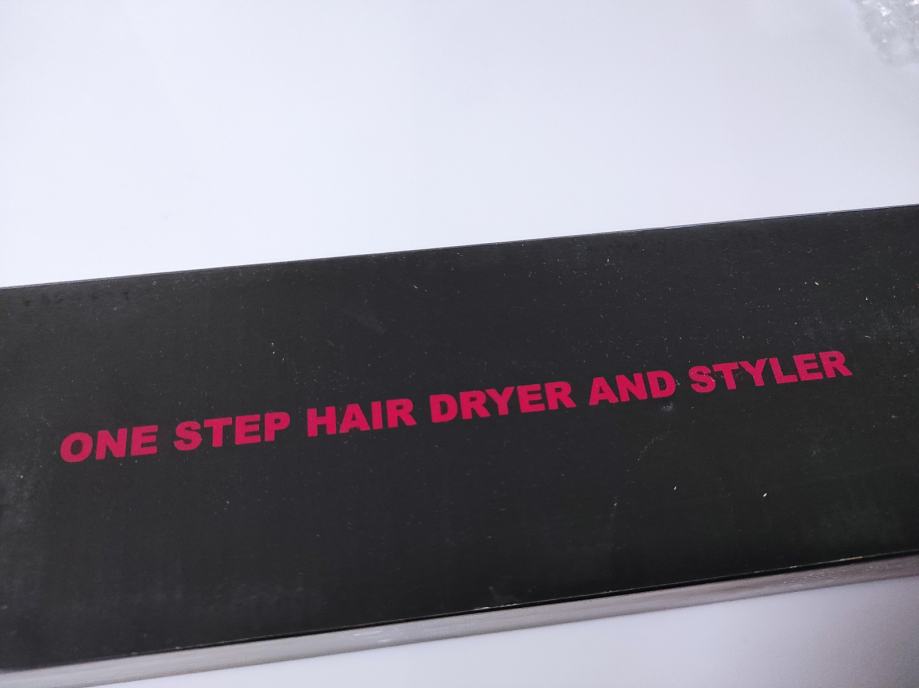 ONE STEP HAIR DRYER AND STYLER